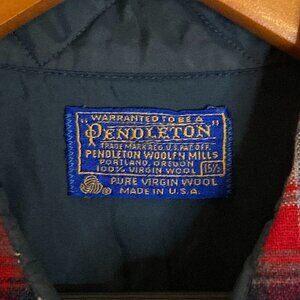 "WARRANTED TO BE A"
PENDLETON
TRADE MARK REG. U.S. PAT. OFF.
PENDLETON WOOLEN MILLS
PORTLAND, OREGON
100% VIRGIN WOOL
15½
PURE VIRGIN WOOL
MADE IN U.S.A.